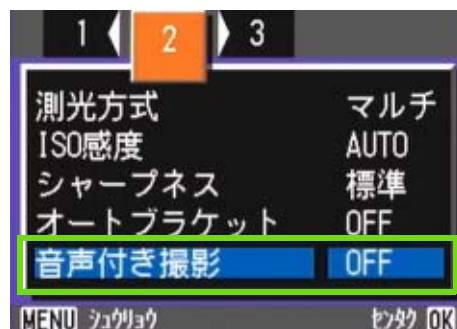 1 2 3
測光方式 マルチ
ISO感度 AUTO
シャープネス 標準
オートブラケット OFF
音声付き撮影 OFF
MENU シュウリョウ センタク OK